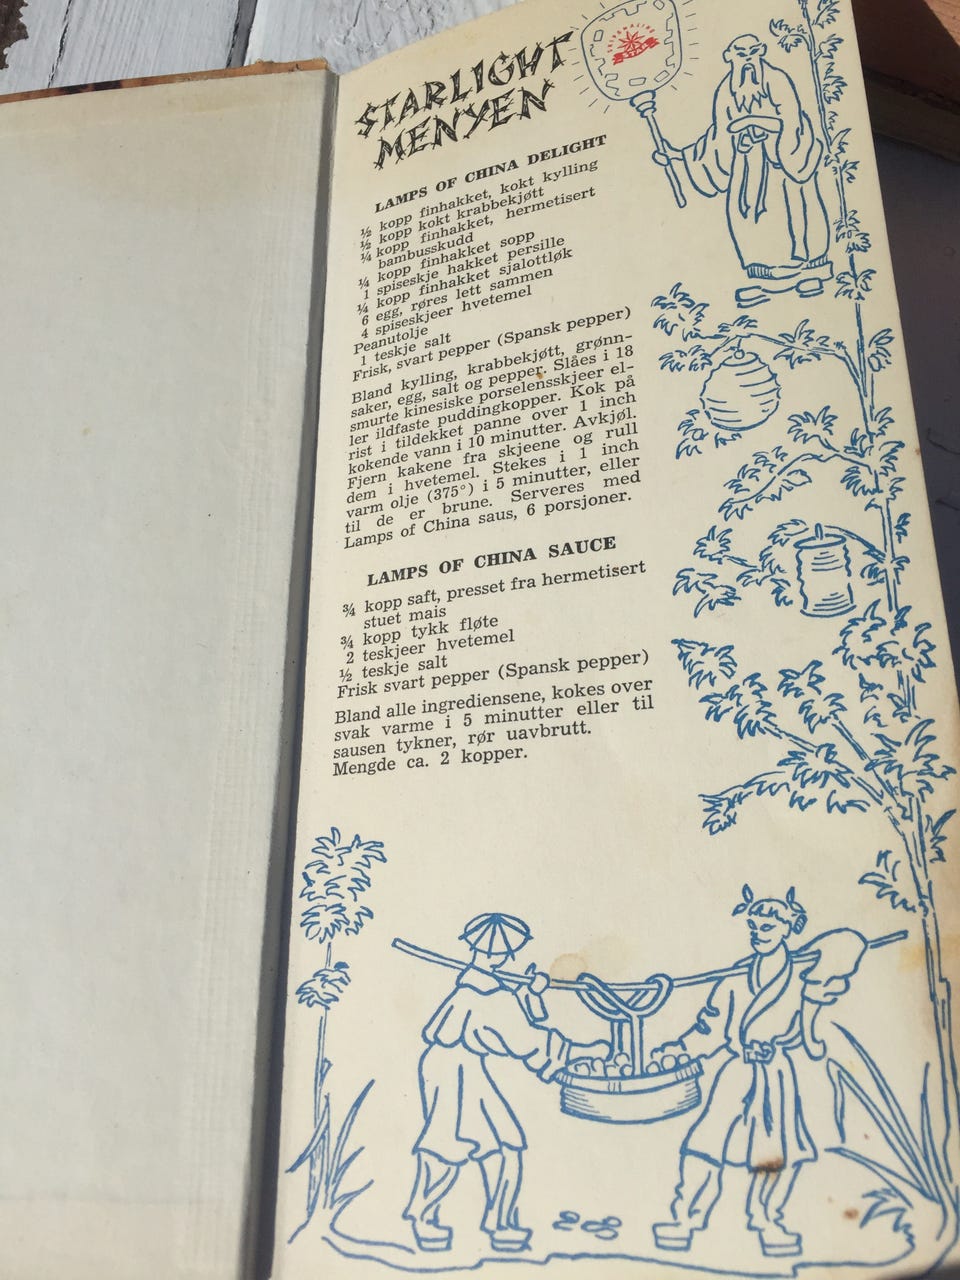 STARLIGHT
MENYEN
STAR
LAMPS OF CHINA DELIGHT
½ kopp finhakket, kokt kylling
½ kopp kokt krabbekjøtt
¼ kopp finhakket, hermetisert
bambusskudd
¼ kopp finhakket sopp
1 spiseskje hakket persille
¼ kopp finhakket sjalottløk
6 egg, røres lett sammen
4 spiseskjeer hvetemel
Peanutolje
1 teskje salt
Frisk, svart pepper (Spansk pepper)
Bland kylling, krabbekjøtt, grønn-
saker, egg, salt og pepper. Slåes i 18
smurte kinesiske porselensskjeer el-
ler ildfaste puddingkopper. Kok på
rist i tildekket panne over 1 inch
kokende vann i 10 minutter. Avkjøl.
Fjern kakene fra skjeene og rull
dem i hvetemel. Stekes i 1 inch
varm olje (375°) i 5 minutter, eller
til de er brune. Serveres med
Lamps of China saus, 6 porsjoner.
LAMPS OF CHINA SAUCE
¾ kopp saft, presset fra hermetisert
stuet mais
¾ kopp tykk fløte
2 teskjeer hvetemel
½ teskje salt
Frisk svart pepper (Spansk pepper)
Bland alle ingrediensene, kokes over
svak varme i 5 minutter eller til
sausen tykner, rør uavbrutt.
Mengde ca. 2 kopper.